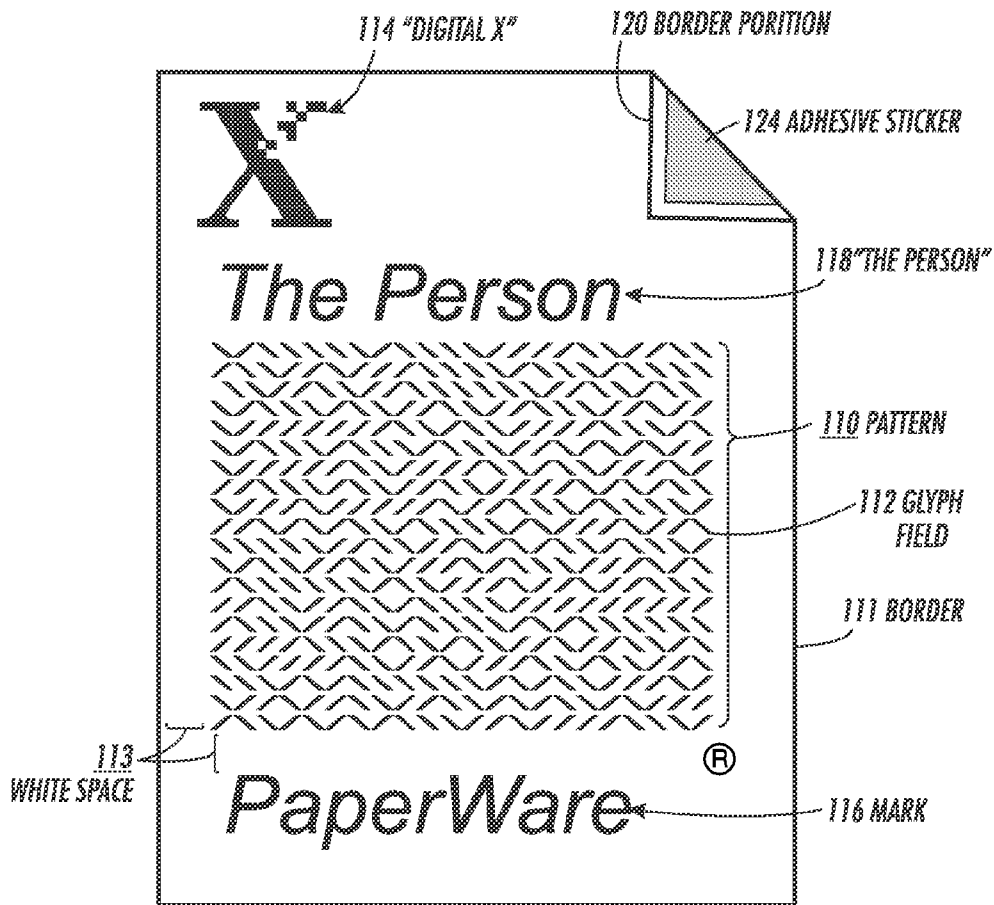 114 "DIGITAL X"
120 BORDER PORITION
124 ADHESIVE STICKER
X
118"THE PERSON"
The Person
110 PATTERN
112 GLYPH
FIELD
111 BORDER
113
WHITE SPACE
®
PaperWare
116 MARK